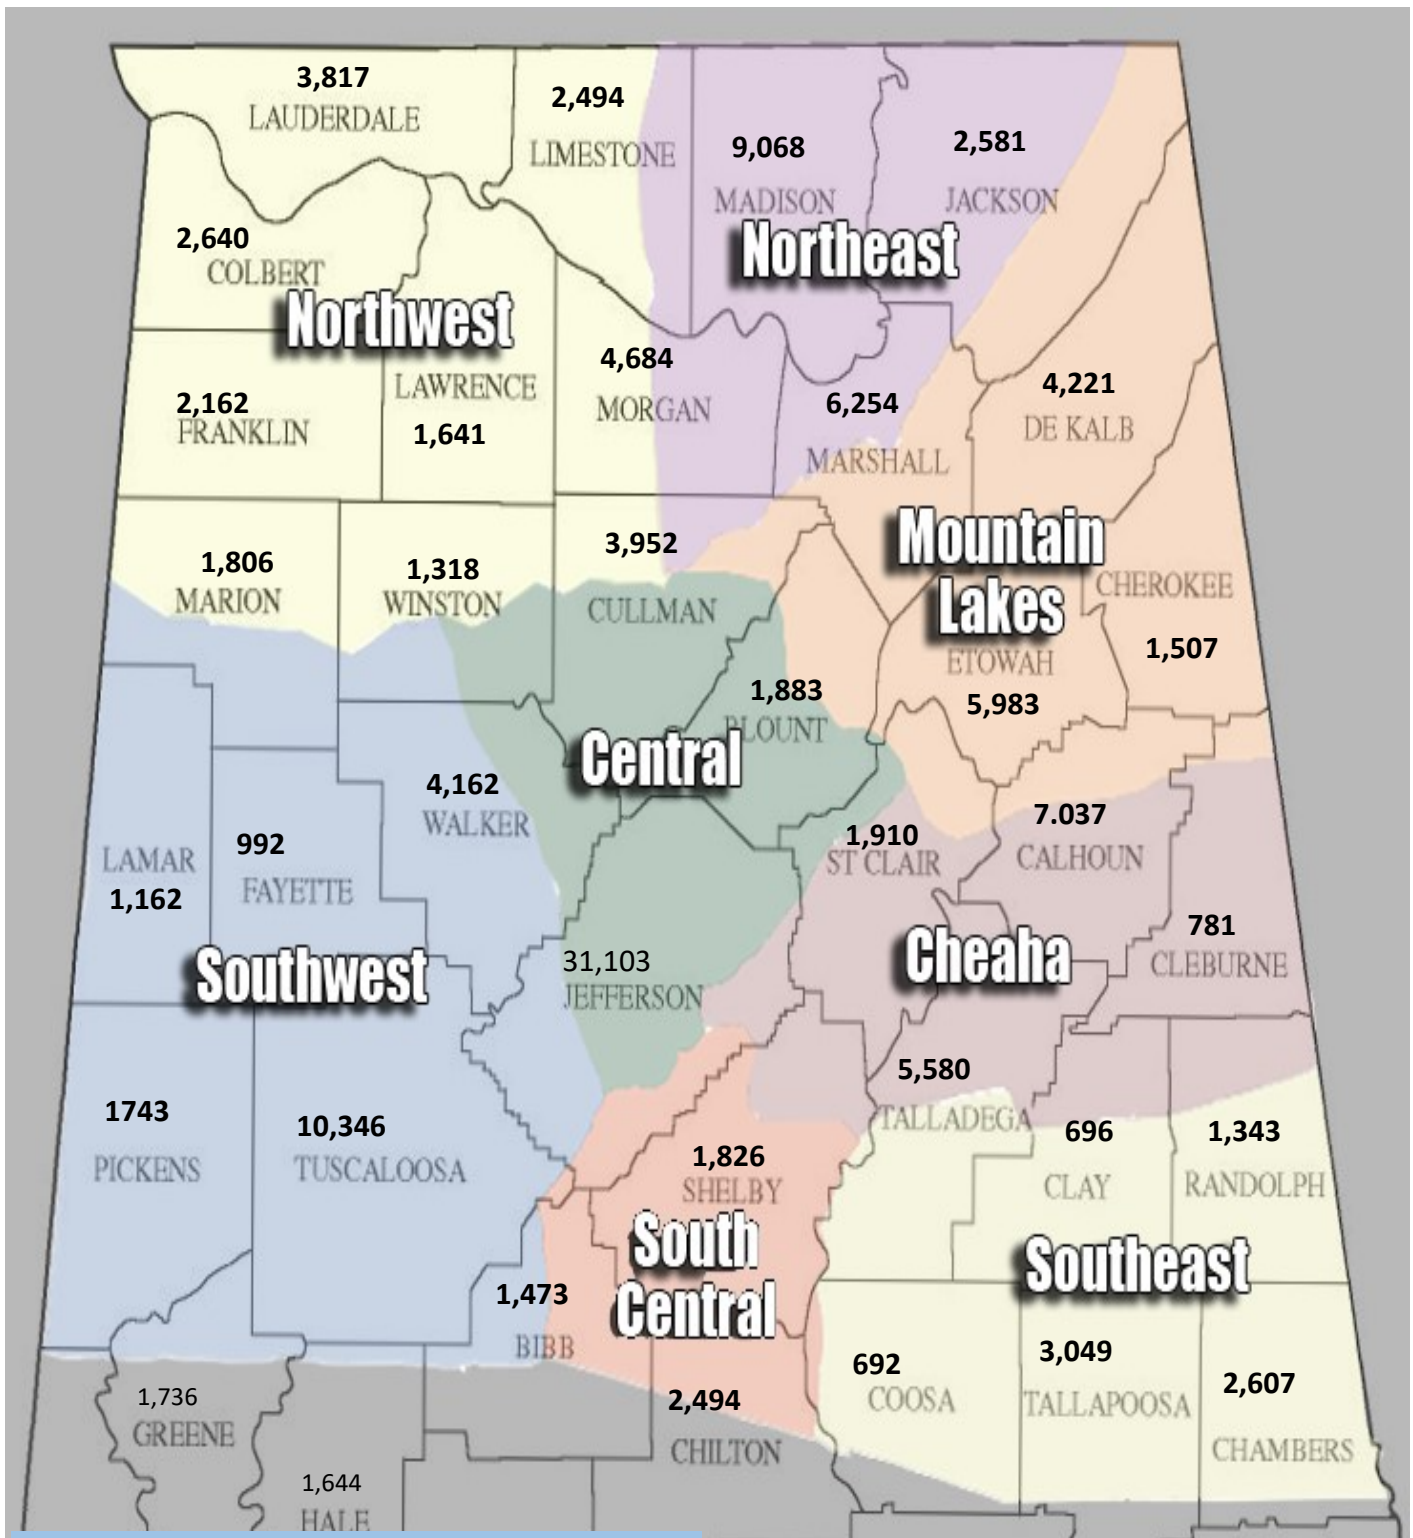 3,817
LAUDERDALE
2,494
LIMESTONE
9,068
MADISON
2,581
JACKSON
Northeast
2,640
COLBERT
Northwest
2,162
FRANKLIN
LAWRENCE
1,641
4,684
MORGAN
6,254
MARSHALL
4,221
DE KALB
Mountain
Lakes
1,806
MARION
1,318
WINSTON
3,952
CULLMAN
CHEROKEE
1,507
ETOWAH
5,983
1,883
BLOUNT
Central
4,162
WALKER
992
FAYETTE
LAMAR
1,162
1,910
ST CLAIR
7.037
CALHOUN
781
CLEBURNE
Cheaha
Southwest
31,103
JEFFERSON
5,580
TALLADEGA
1743
PICKENS
10,346
TUSCALOOSA
1,826
SHELBY
696
CLAY
1,343
RANDOLPH
South
Central
Southeast
1,473
BIBB
692
COOSA
3,049
TALLAPOOSA
2,607
CHAMBERS
1,736
GREENE
2,494
CHILTON
1,644
HALE